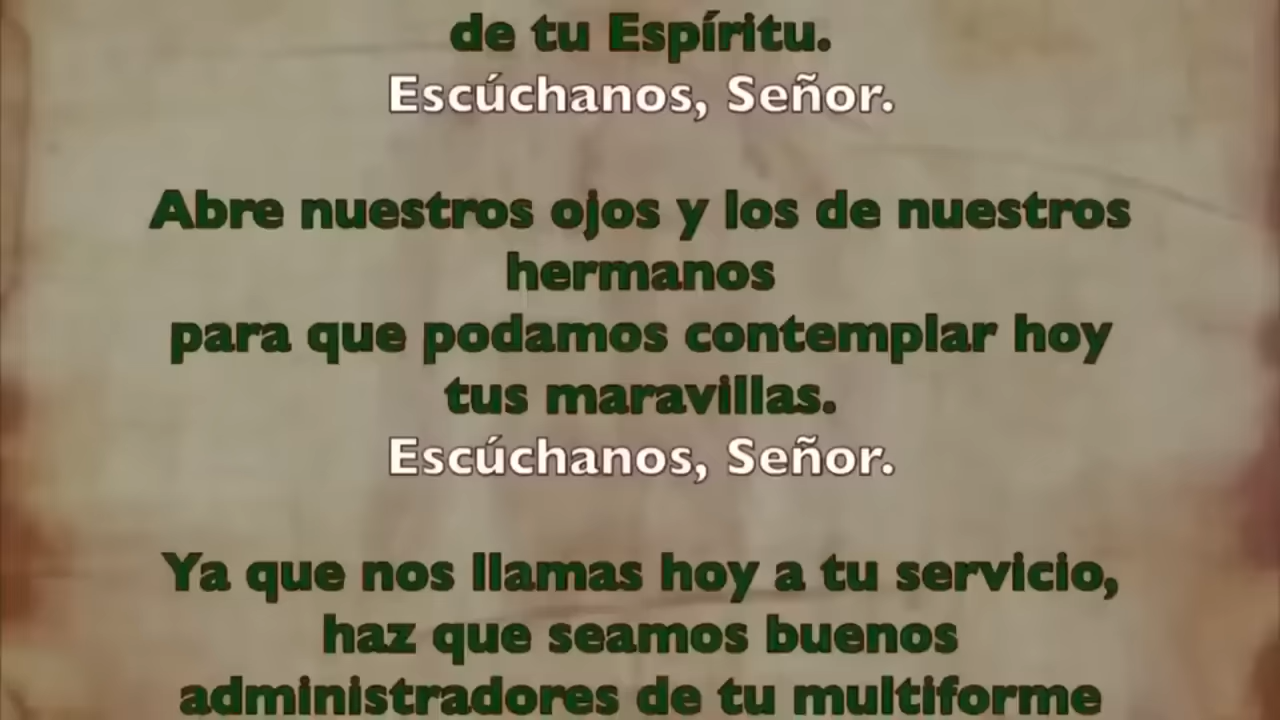 de tu Espíritu.
Escúchanos, Señor.
Abre nuestros ojos y los de nuestros
hermanos
para que podamos contemplar hoy
tus maravillas.
Escúchanos, Señor.
Ya que nos llamas hoy a tu servicio,
haz que seamos buenos
administradores de tu multiforme